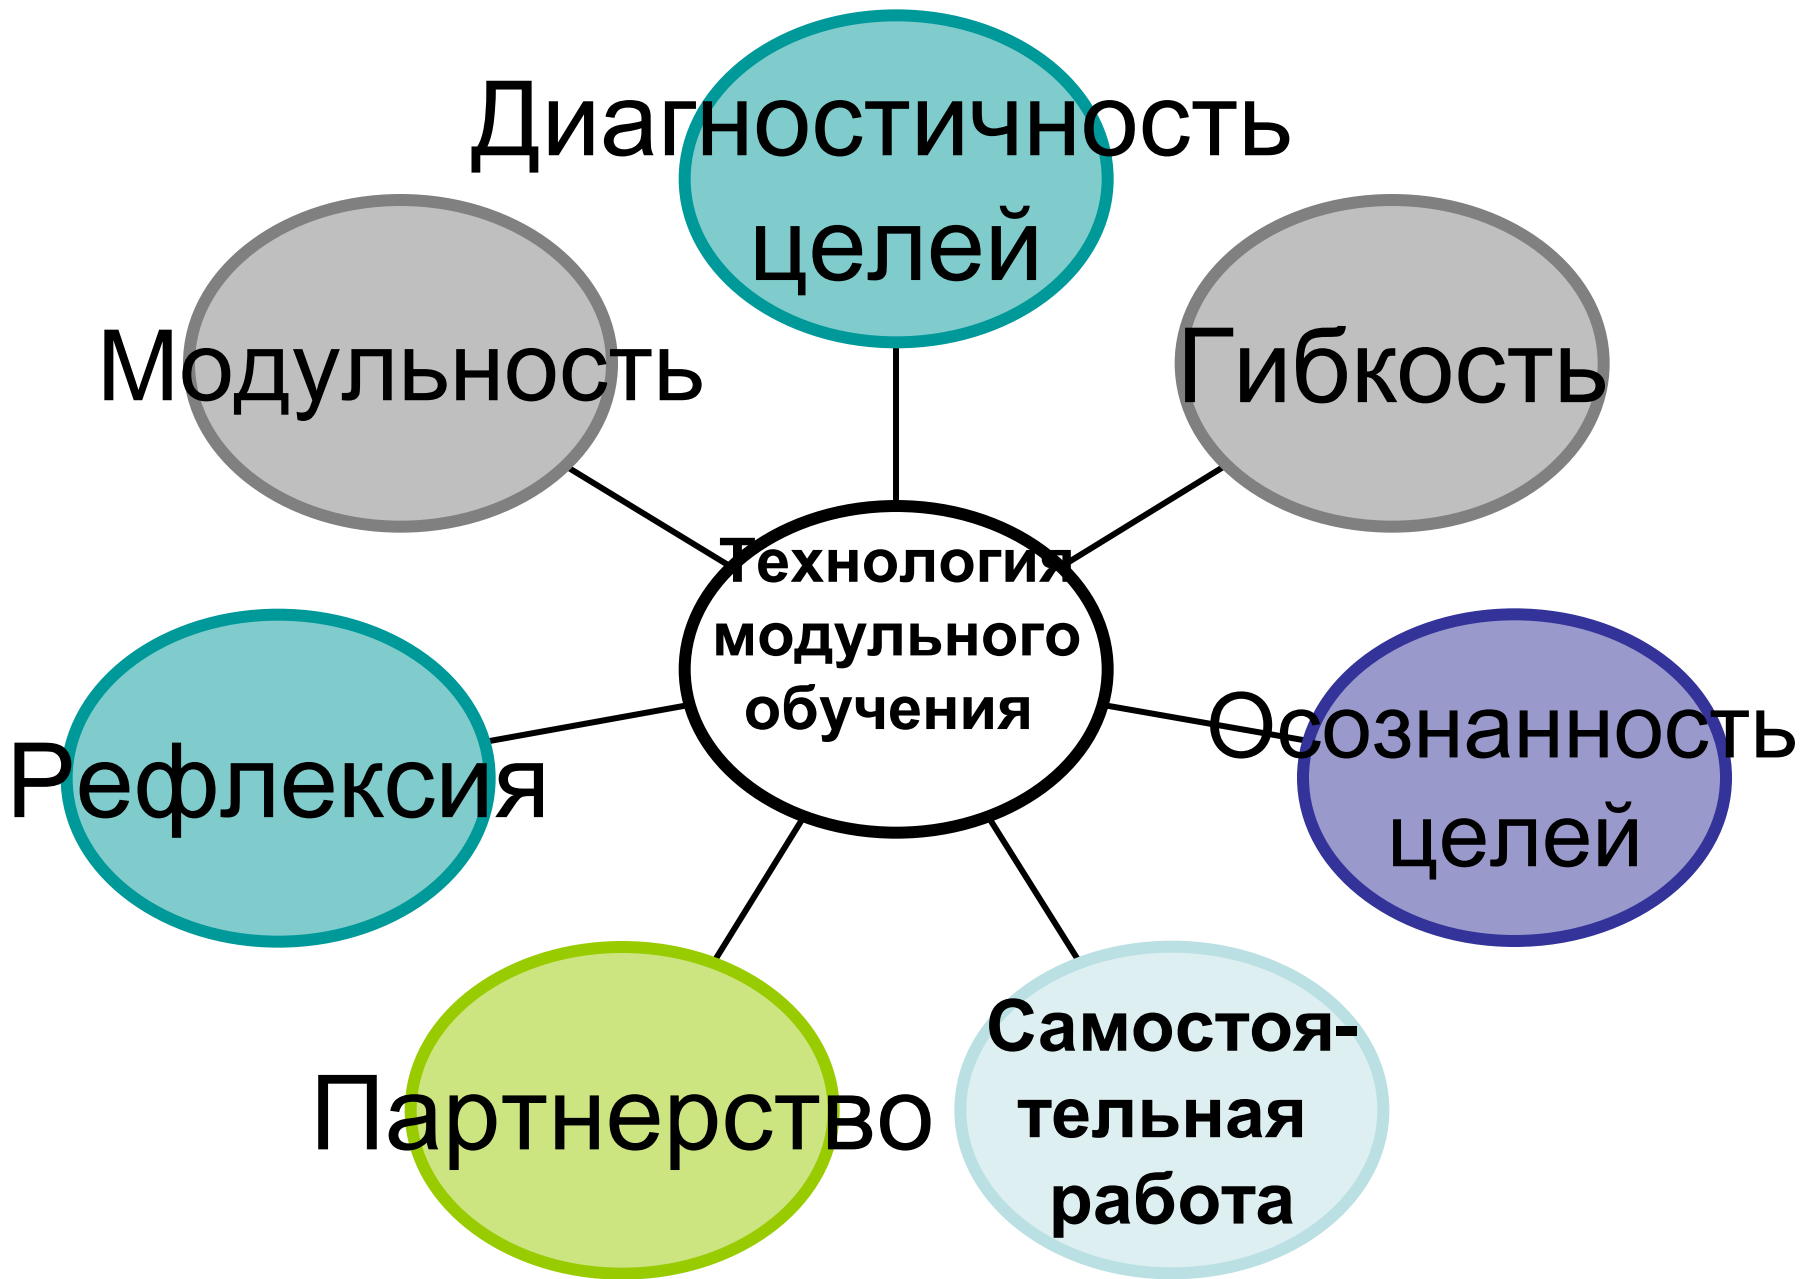 Диагностичность
целей
Модульность
Гибкость
Технология
модульного
обучения
Осознанность
целей
Рефлексия
Партнерство
Самостоя-
тельная
работа